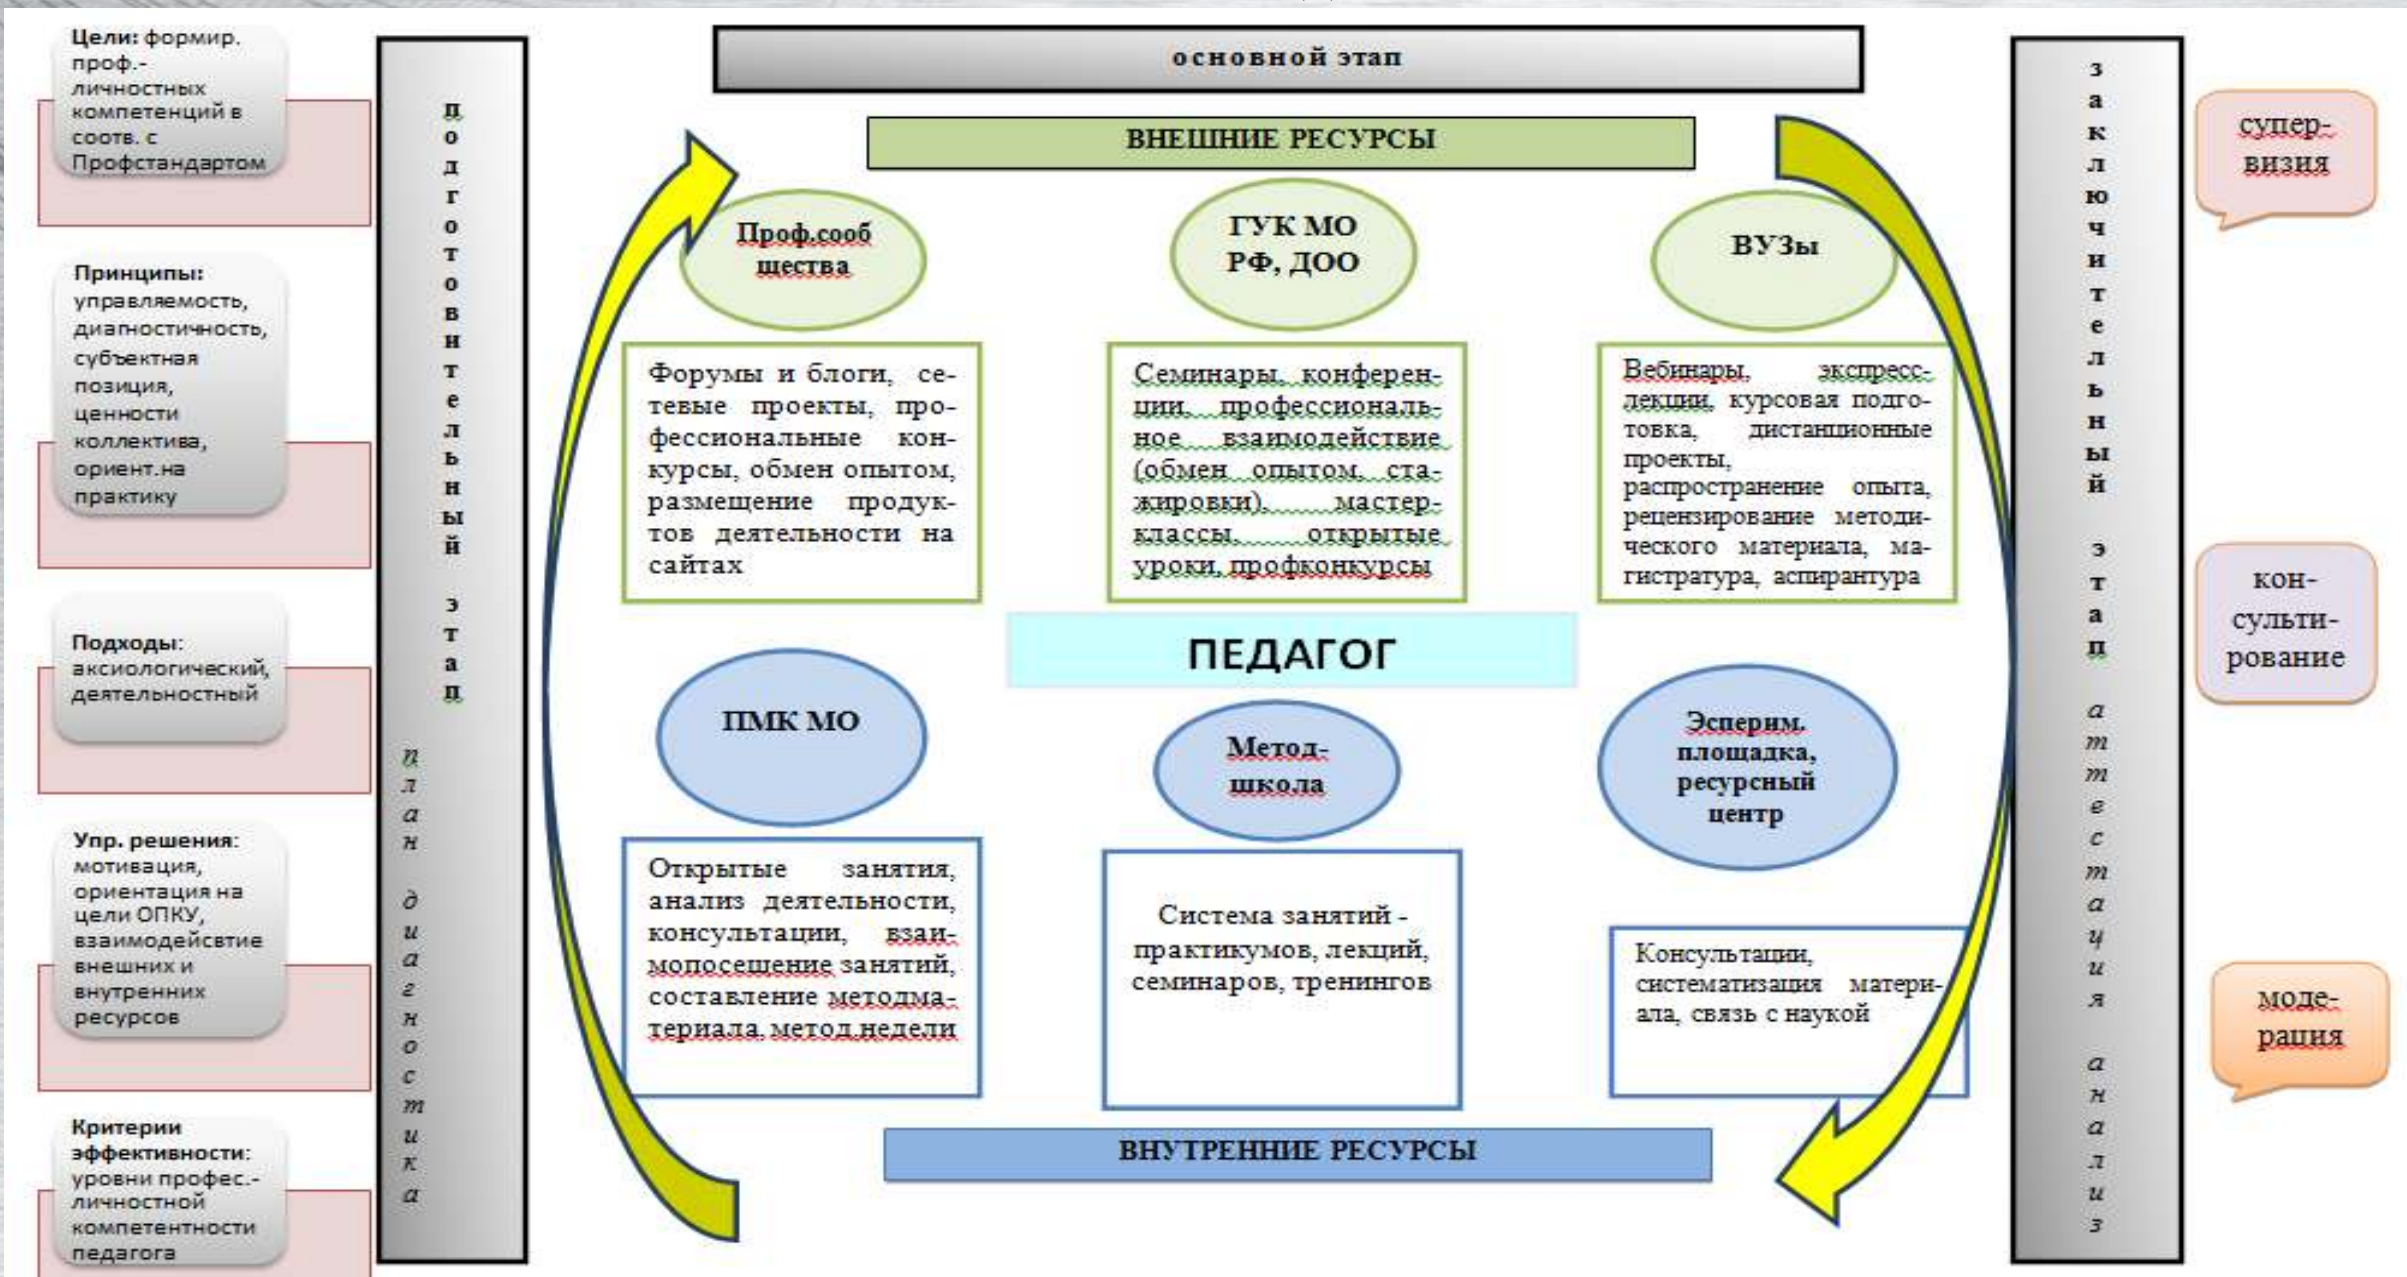 Цели: формир.
проф.-
личностных
компетенций в
соотв. с
Профстандартом
Принципы:
управляемость,
диагностичность,
субъектная
позиция,
ценности
коллектива,
ориент.на
практику
Подходы:
аксиологический,
деятельностный
Упр. решения:
мотивация,
ориентация на
цели ОПКУ,
взаимодейсвтие
внешних и
внутренних
ресурсов
Критерии
эффективности:
уровни профес.-
личностной
компетентности
педагога
подготовительный этап
план диагностика
основной этап
ВНЕШНИЕ РЕСУРСЫ
Проф.сооб
щества
ГУК МО
РФ, ДОО
ВУЗы
Форумы и блоги, се-
тевые проекты, про-
фессиональные кон-
курсы, обмен опытом,
размещение продук-
тов деятельности на
сайтах
Семинары, конферен-
ции, профессиональ-
ное взаимодействие
(обмен опытом, ста-
жировки), мастер-
классы, открытые
уроки, профконкурсы
Вебинары, экспресс-
лекции, курсовая подго-
товка, дистанционные
проекты,
распространение опыта,
рецензирование методи-
ческого материала, ма-
гистратура, аспирантура
ПЕДАГОГ
ПМК МО
Метод-
школа
Эсперим.
площадка,
ресурсный
центр
Открытые занятия,
анализ деятельности,
консультации, взаи-
мопосещение занятий,
составление методма-
териала, метод.недели
Система занятий -
практикумов, лекций,
семинаров, тренингов
Консультации,
систематизация матери-
ала, связь с наукой
ВНУТРЕННИЕ РЕСУРСЫ
заключительный этап аттестация анализ
супер-
визия
кон-
сульти-
рование
моде-
рация